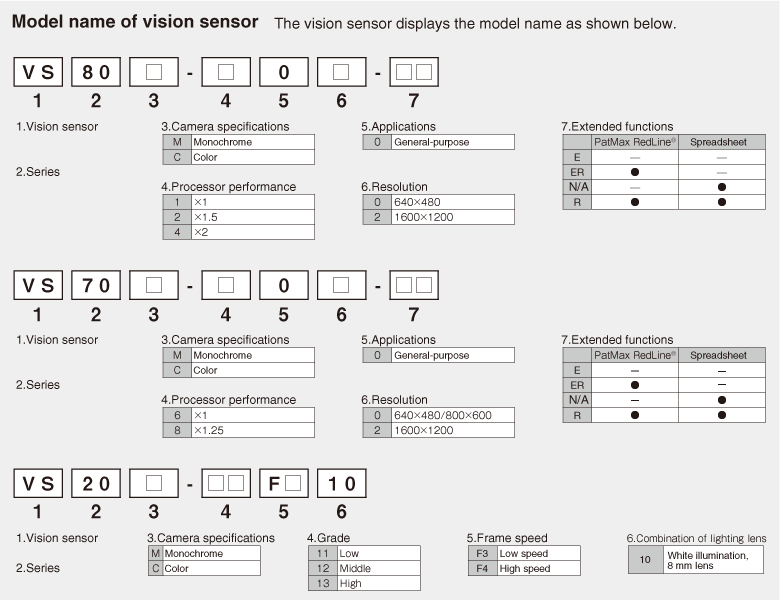 Model name of vision sensor The vision sensor displays the model name as shown below.
VS 80 □ - □ 0 □ - □□
1 2 3 4 5 6 7
1.Vision sensor
2.Series
3.Camera specifications
M Monochrome
C Color
4.Processor performance
1 ×1
2 ×1.5
4 ×2
5.Applications
0 General-purpose
6.Resolution
0 640×480
2 1600×1200
7.Extended functions
PatMax RedLine® Spreadsheet
E — —
ER ● —
N/A — ●
R ● ●
VS 70 □ - □ 0 □ - □□
1 2 3 4 5 6 7
1.Vision sensor
2.Series
3.Camera specifications
M Monochrome
C Color
4.Processor performance
6 ×1
8 ×1.25
5.Applications
0 General-purpose
6.Resolution
0 640×480/800×600
2 1600×1200
7.Extended functions
PatMax RedLine® Spreadsheet
E – –
ER ● –
N/A – ●
R ● ●
VS 20 □ - □□ F□ 10
1 2 3 4 5 6
1.Vision sensor
2.Series
3.Camera specifications
M Monochrome
C Color
4.Grade
11 Low
12 Middle
13 High
5.Frame speed
F3 Low speed
F4 High speed
6.Combination of lighting lens
10 White illumination,
8 mm lens